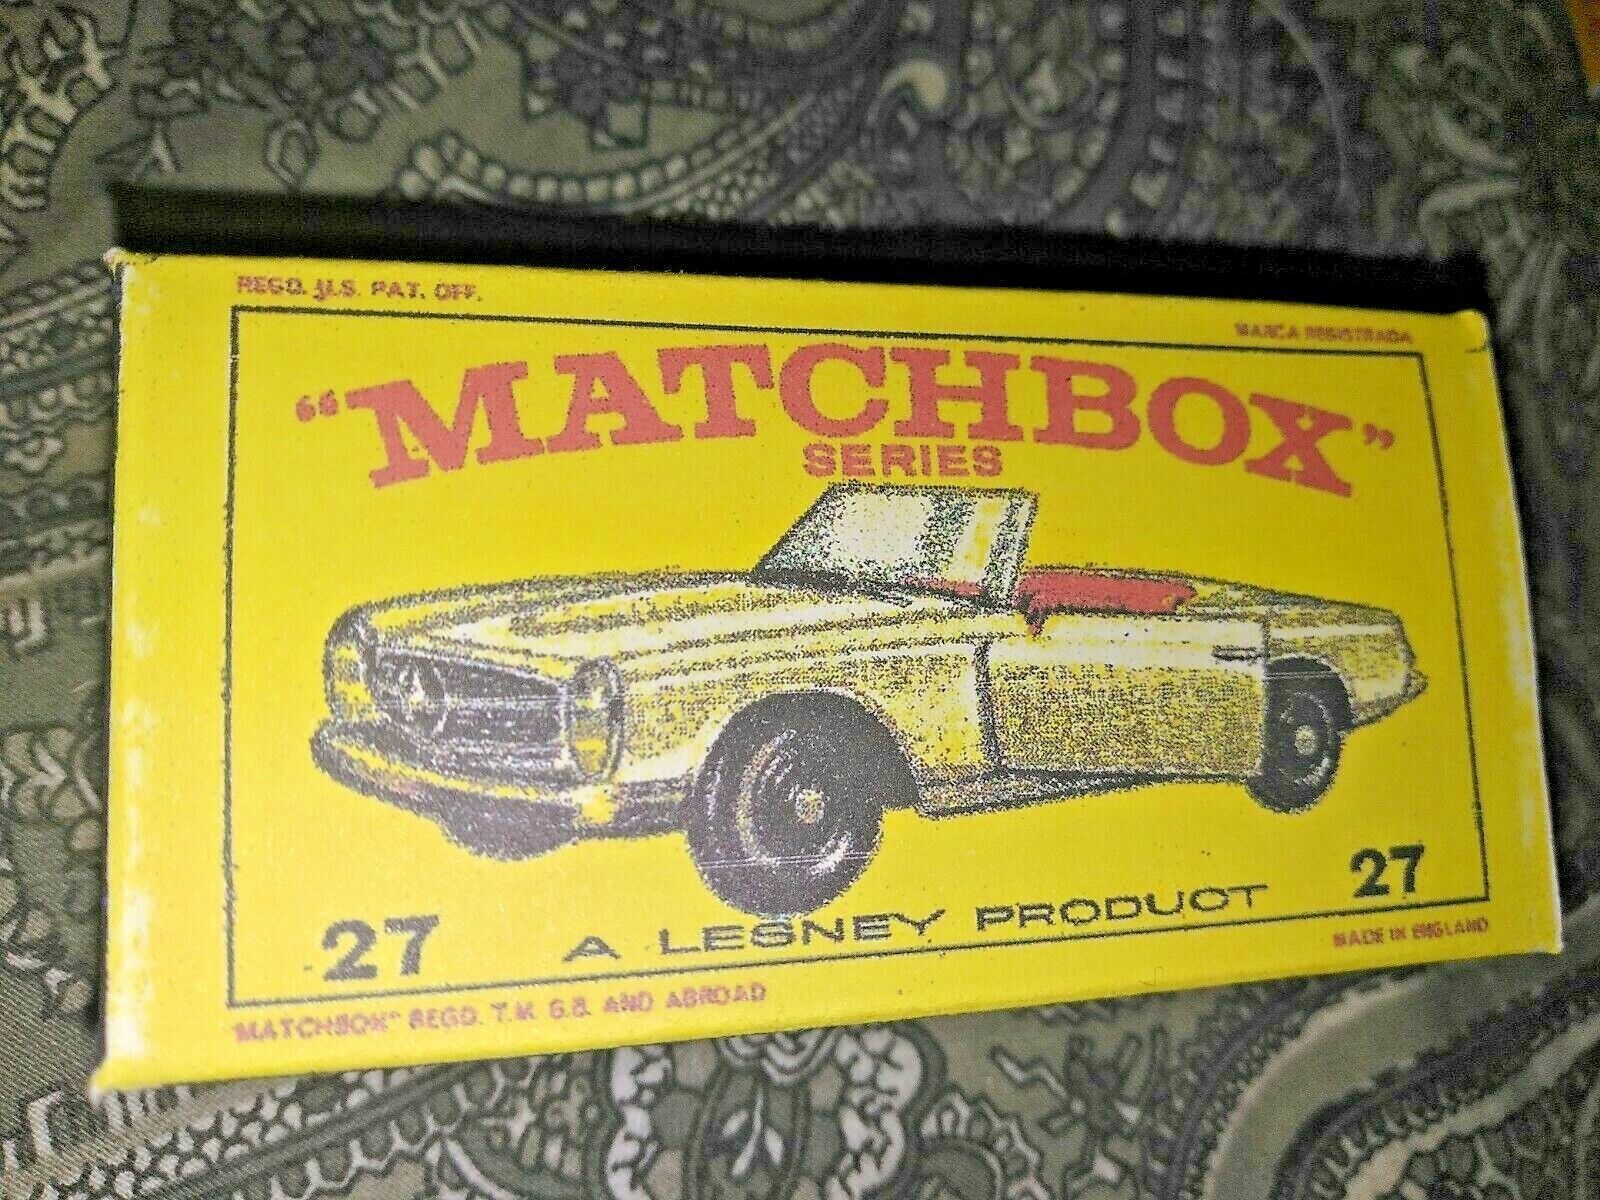 REGD. U.S. PAT. OFF.
MARCA REGISTRADA
"MATCHBOX"
SERIES
27 A LESNEY PRODUCT 27
MADE IN ENGLAND
"MATCHBOX" REGD. T.M. G.B. AND ABROAD